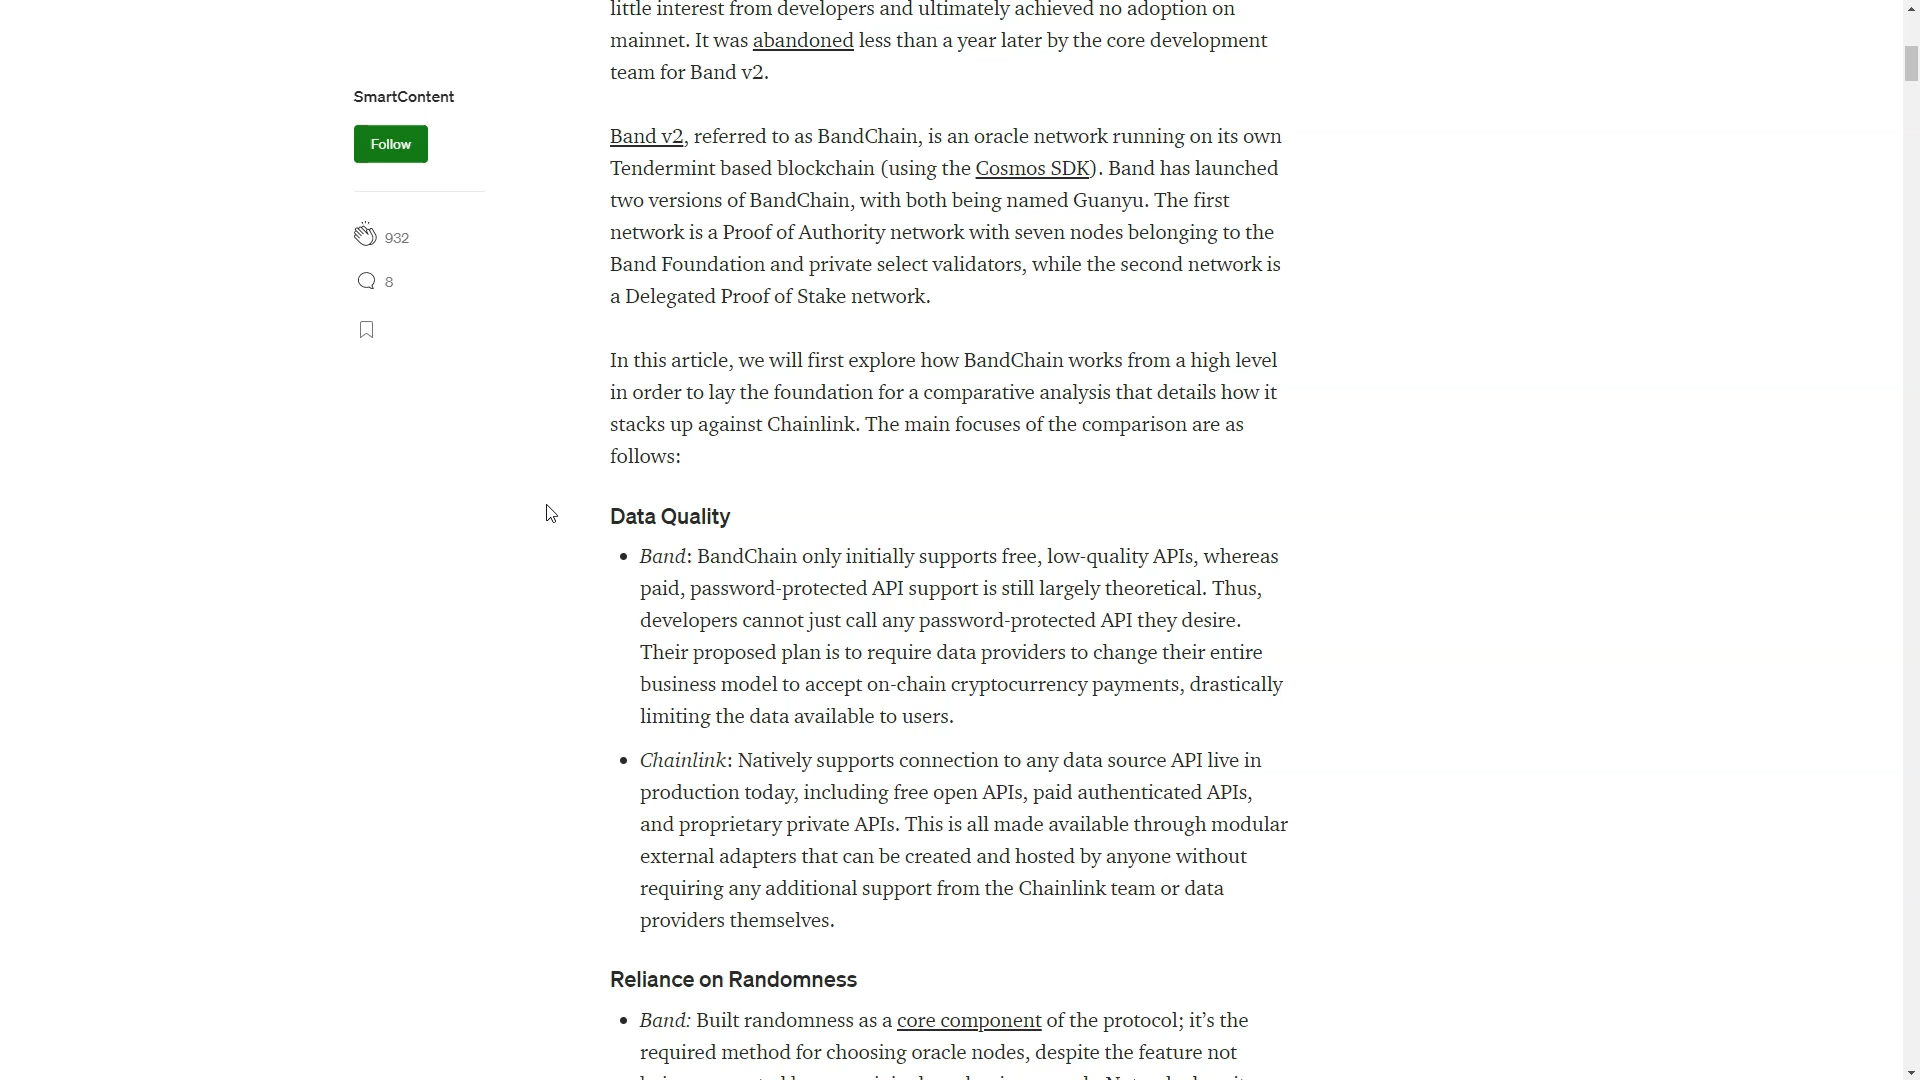 little interest from developers and ultimately achieved no adoption on
mainnet. It was abandoned less than a year later by the core development
team for Band v2.
SmartContent
Follow
932
8
Band v2, referred to as BandChain, is an oracle network running on its own
Tendermint based blockchain (using the Cosmos SDK). Band has launched
two versions of BandChain, with both being named Guanyu. The first
network is a Proof of Authority network with seven nodes belonging to the
Band Foundation and private select validators, while the second network is
a Delegated Proof of Stake network.
In this article, we will first explore how BandChain works from a high level
in order to lay the foundation for a comparative analysis that details how it
stacks up against Chainlink. The main focuses of the comparison are as
follows:
Data Quality
Band: BandChain only initially supports free, low-quality APIs, whereas
paid, password-protected API support is still largely theoretical. Thus,
developers cannot just call any password-protected API they desire.
Their proposed plan is to require data providers to change their entire
business model to accept on-chain cryptocurrency payments, drastically
limiting the data available to users.
Chainlink: Natively supports connection to any data source API live in
production today, including free open APIs, paid authenticated APIs,
and proprietary private APIs. This is all made available through modular
external adapters that can be created and hosted by anyone without
requiring any additional support from the Chainlink team or data
providers themselves.
Reliance on Randomness
Band: Built randomness as a core component of the protocol; it’s the
required method for choosing oracle nodes, despite the feature not